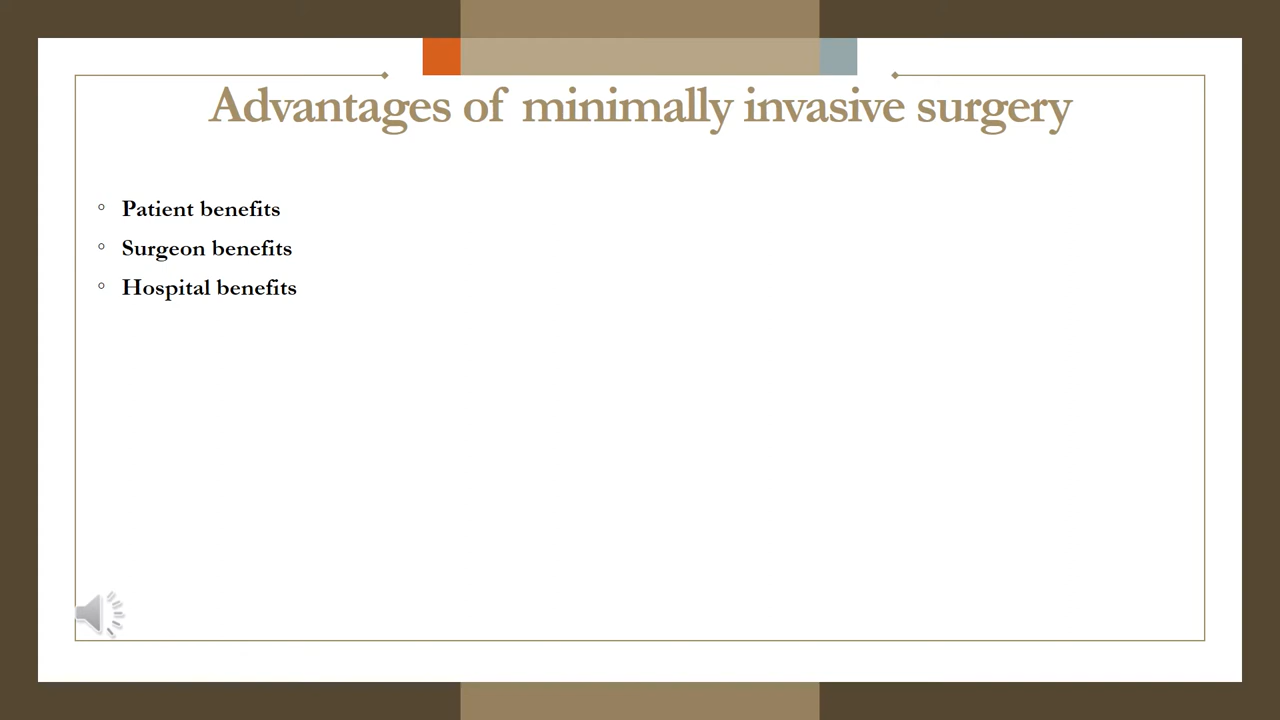 Advantages of minimally invasive surgery
◦ Patient benefits
◦ Surgeon benefits
◦ Hospital benefits